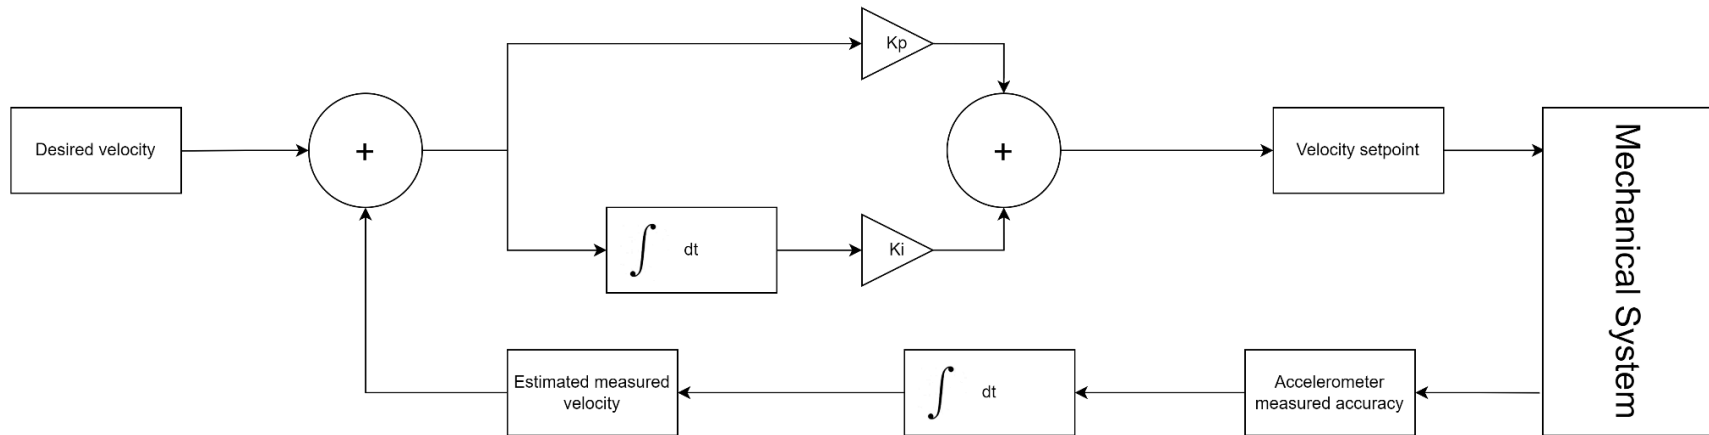 Kp
Desired velocity
+
+
Velocity setpoint
Mechanical System
∫ dt
Ki
Estimated measured
velocity
∫ dt
Accelerometer
measured accuracy